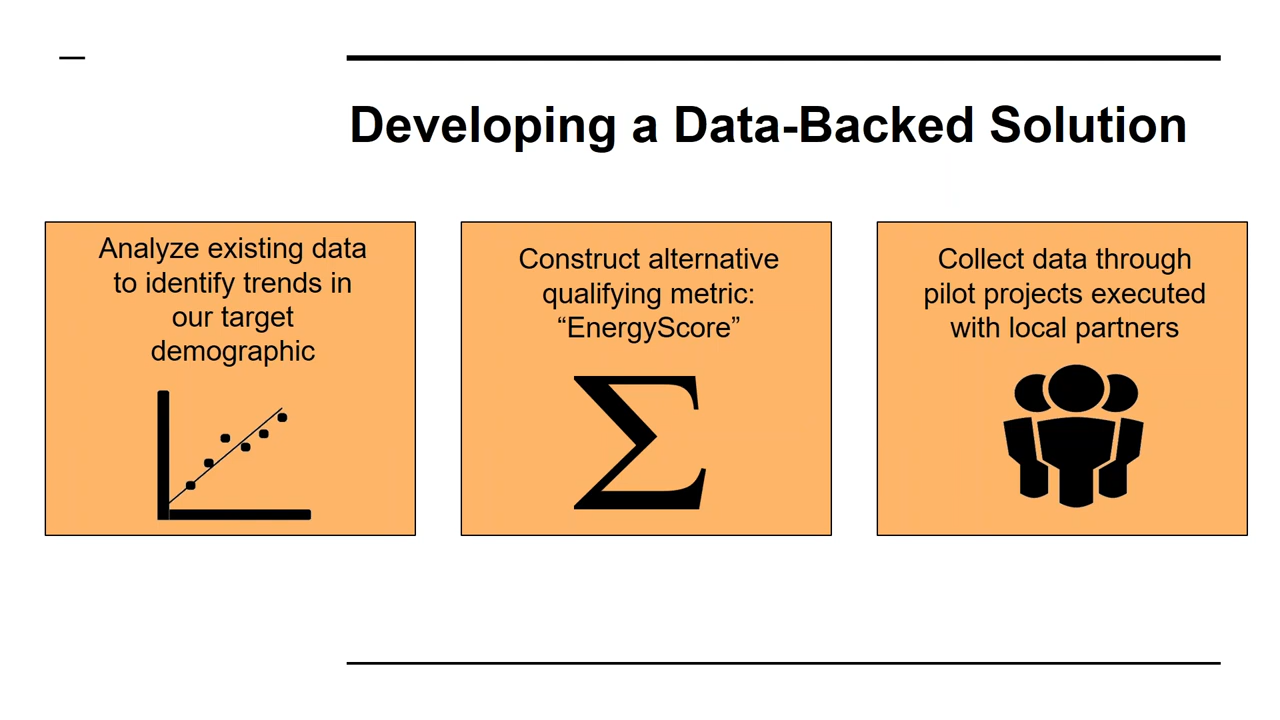 Developing a Data-Backed Solution
Analyze existing data
to identify trends in
our target
demographic
Construct alternative
qualifying metric:
“EnergyScore”
Σ
Collect data through
pilot projects executed
with local partners